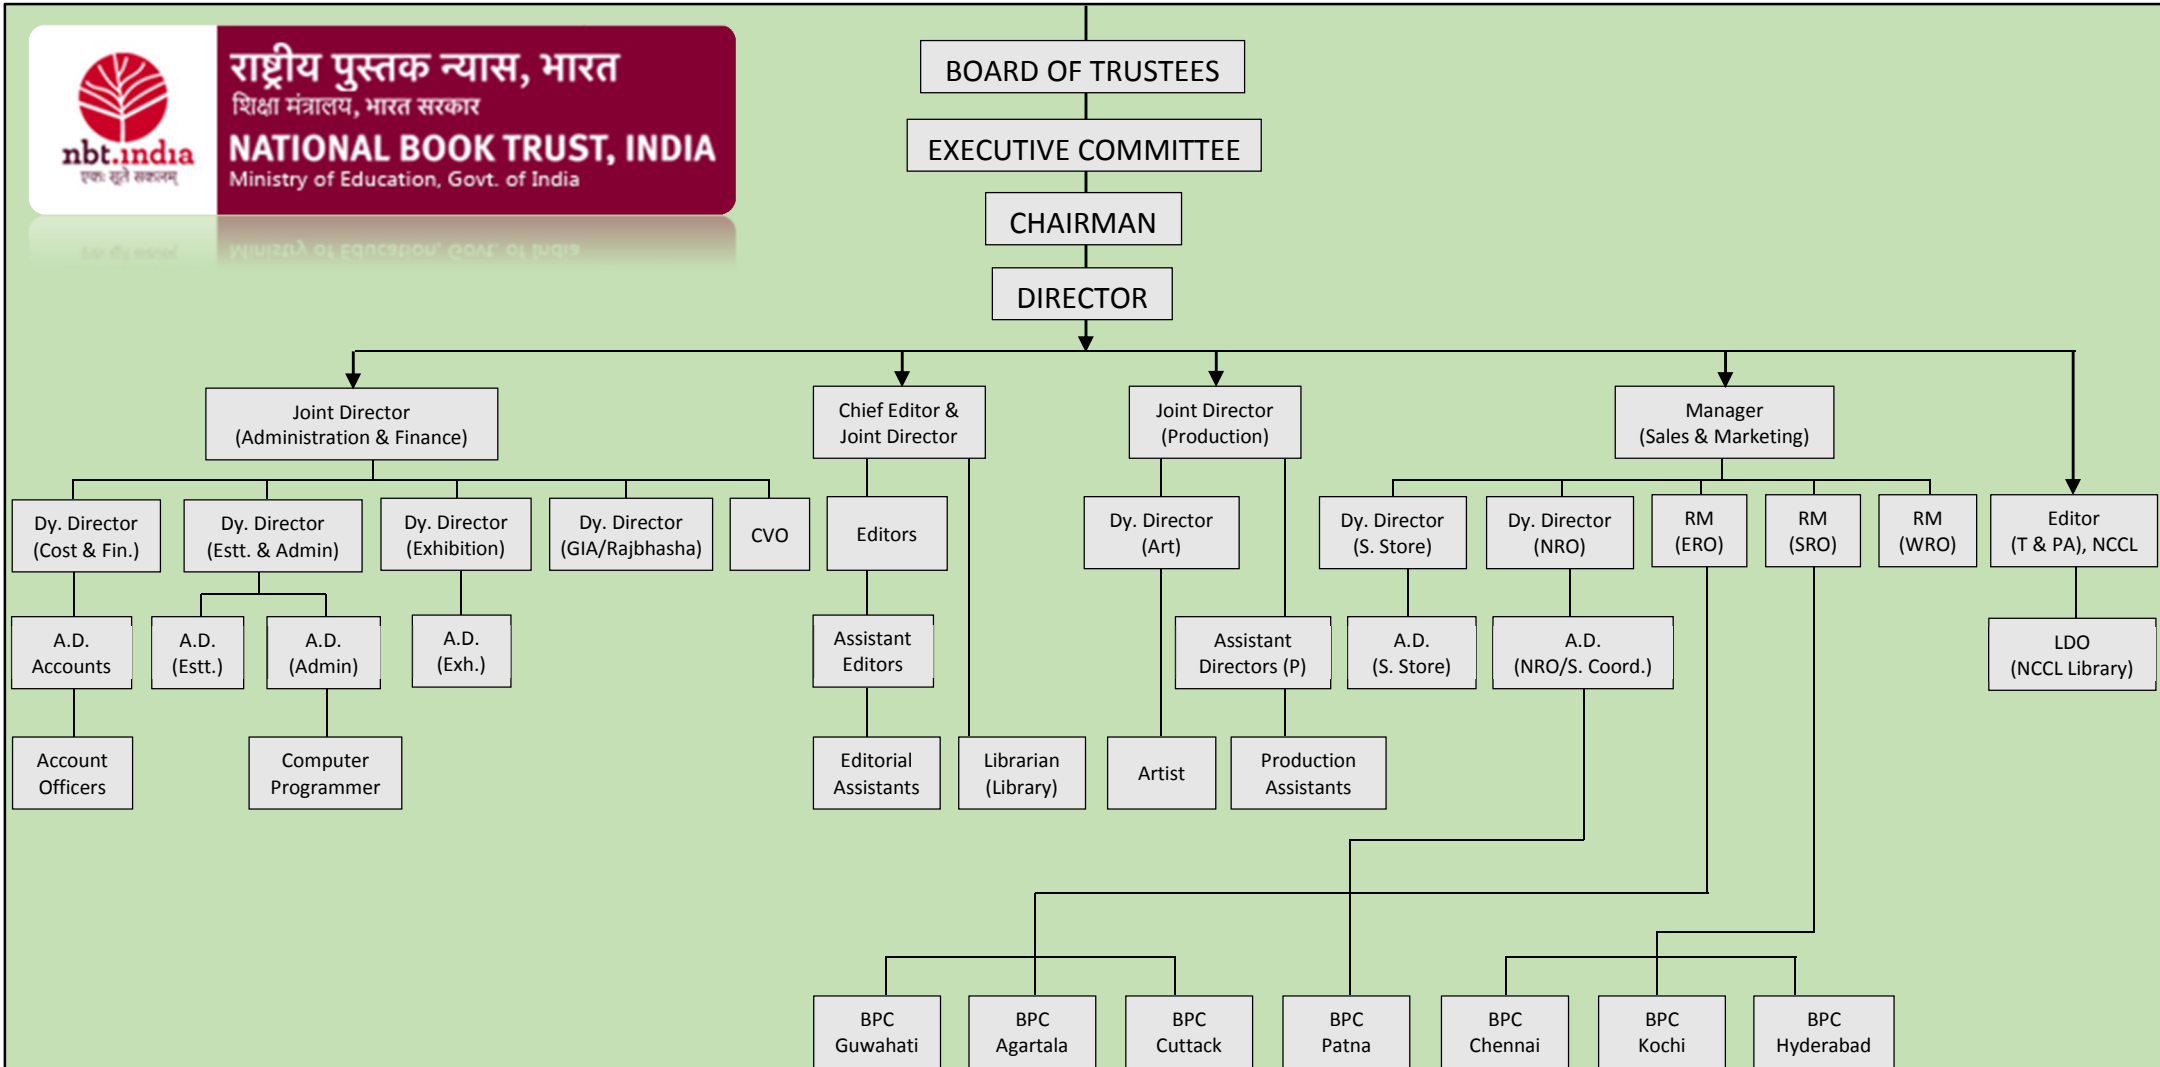 राष्ट्रीय पुस्तक न्यास, भारत
शिक्षा मंत्रालय, भारत सरकार
NATIONAL BOOK TRUST, INDIA
Ministry of Education, Govt. of India
nbt.india
एकः सूते सकलम्
BOARD OF TRUSTEES
EXECUTIVE COMMITTEE
CHAIRMAN
DIRECTOR
Joint Director
(Administration & Finance)
Chief Editor &
Joint Director
Joint Director
(Production)
Manager
(Sales & Marketing)
Dy. Director
(Cost & Fin.)
Dy. Director
(Estt. & Admin)
Dy. Director
(Exhibition)
Dy. Director
(GIA/Rajbhasha)
CVO
Editors
Dy. Director
(Art)
Dy. Director
(S. Store)
Dy. Director
(NRO)
RM
(ERO)
RM
(SRO)
RM
(WRO)
Editor
(T & PA), NCCL
A.D.
Accounts
A.D.
(Estt.)
A.D.
(Admin)
A.D.
(Exh.)
Assistant
Editors
Assistant
Directors (P)
A.D.
(S. Store)
A.D.
(NRO/S. Coord.)
LDO
(NCCL Library)
Account
Officers
Computer
Programmer
Editorial
Assistants
Librarian
(Library)
Artist
Production
Assistants
BPC
Guwahati
BPC
Agartala
BPC
Cuttack
BPC
Patna
BPC
Chennai
BPC
Kochi
BPC
Hyderabad